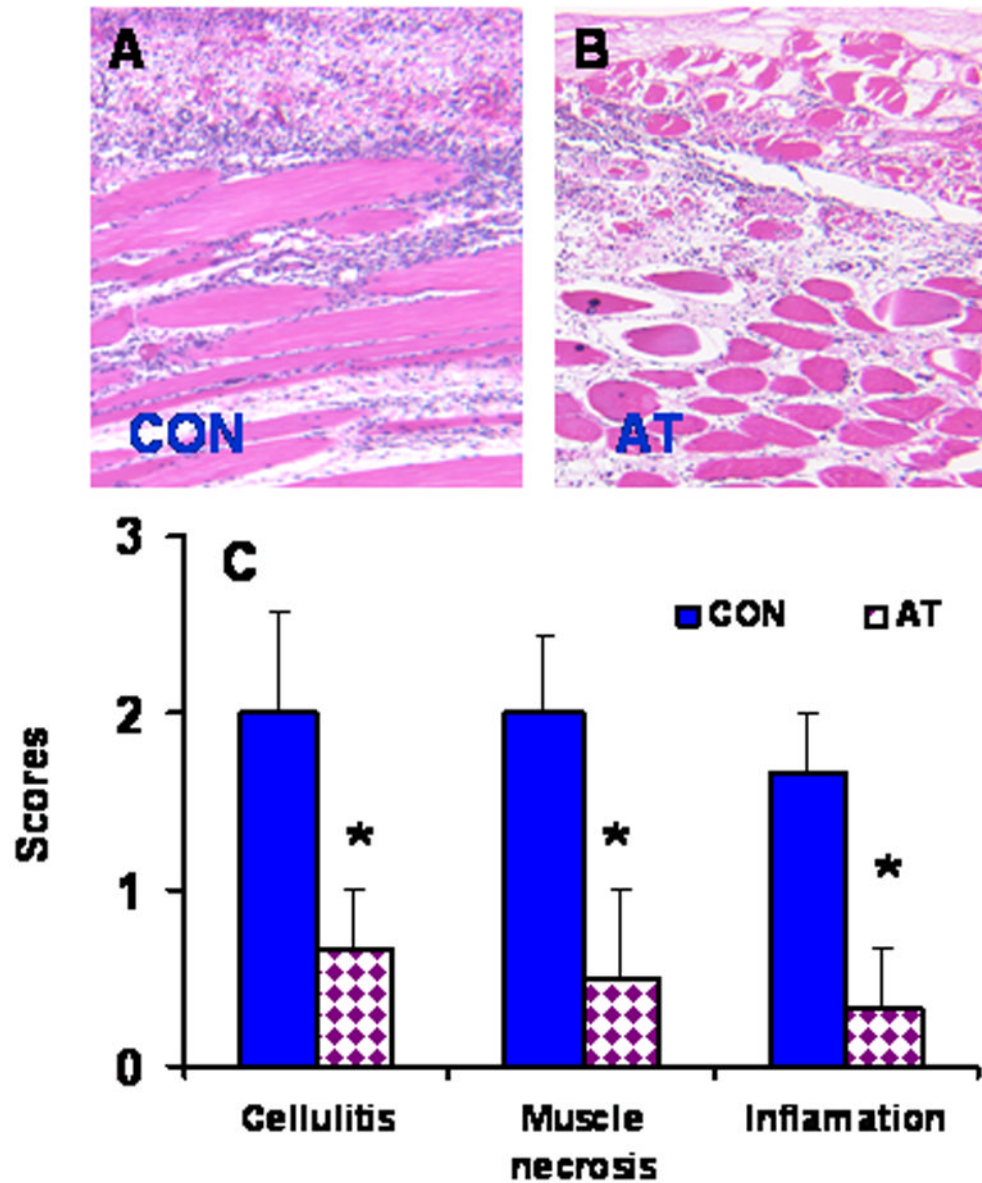 A
B
CON
AT
3
C
CON
AT
2
Scores
*
*
*
1
0
Cellulitis
Muscle
necrosis
Inflamation